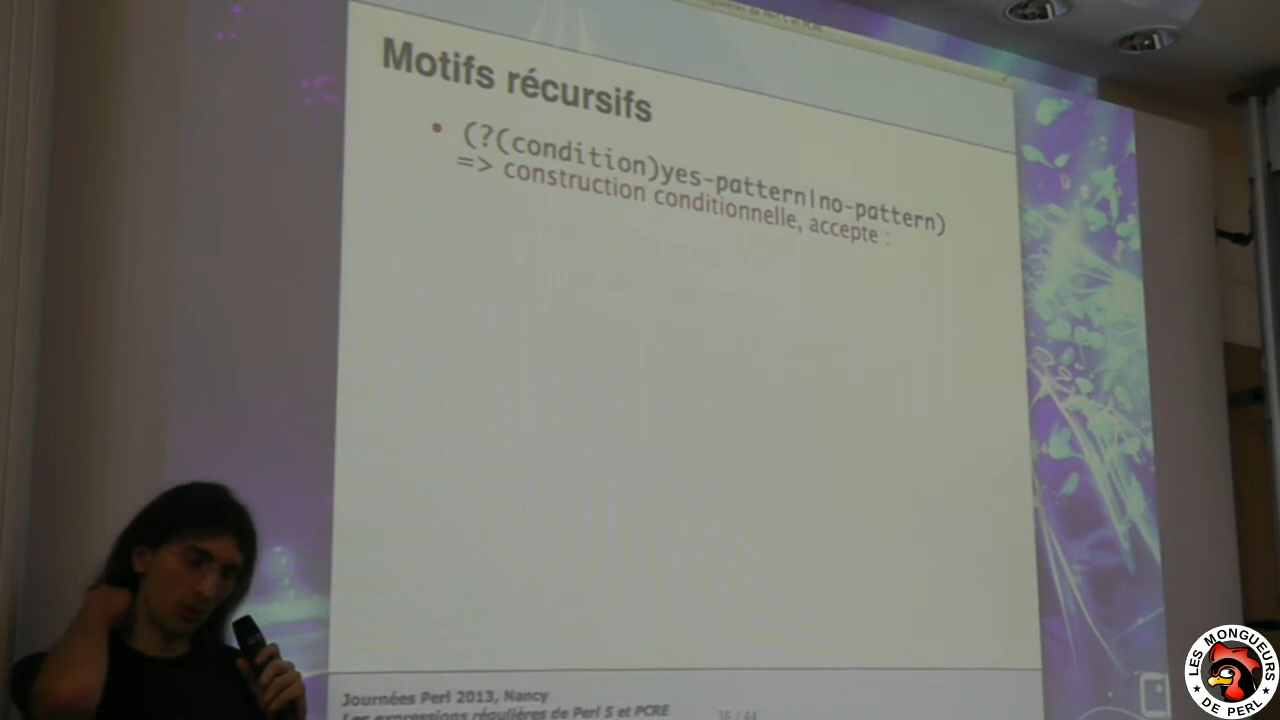 Motifs récursifs
• (?(condition)yes-pattern|no-pattern)
=> construction conditionnelle, accepte :
Journées Perl 2013, Nancy
Les expressions régulières de Perl 5 et PCRE
LES MONGUEURS
★ DE PERL ★